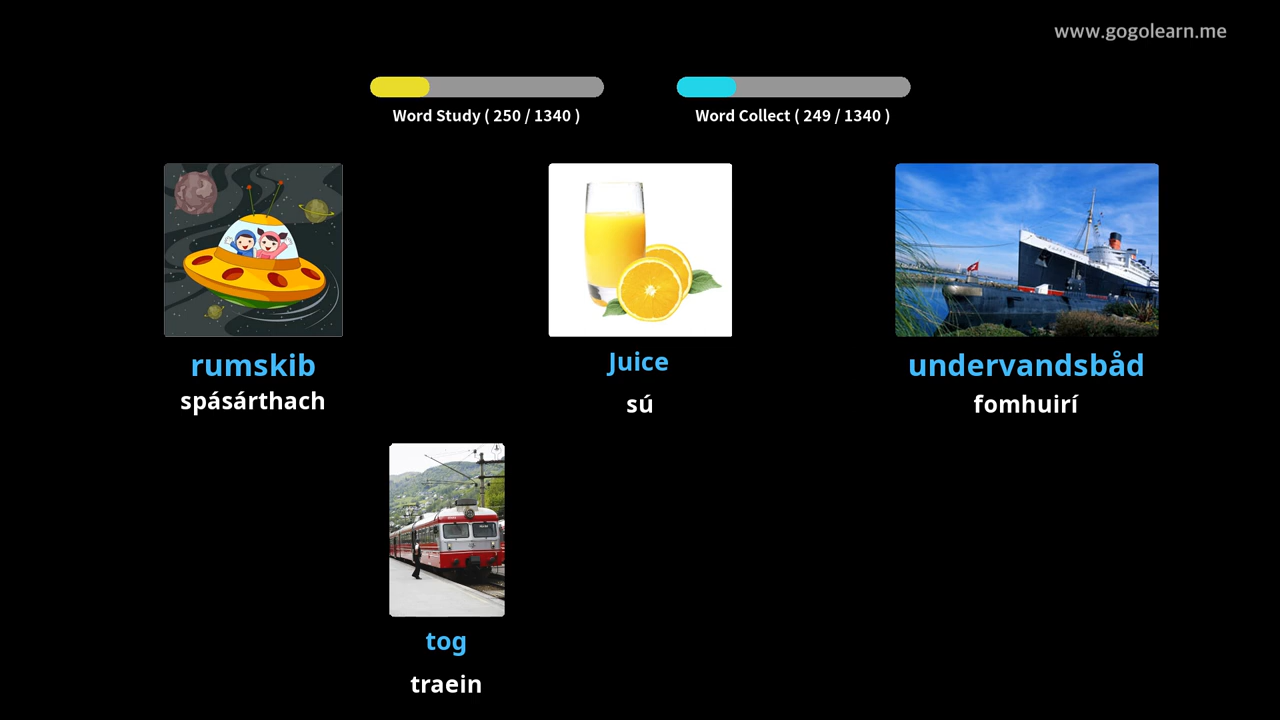 www.gogolearn.me
Word Study ( 250 / 1340 )
Word Collect ( 249 / 1340 )
rumskib
spásárthach
Juice
sú
undervandsbåd
fomhuirí
tog
traein